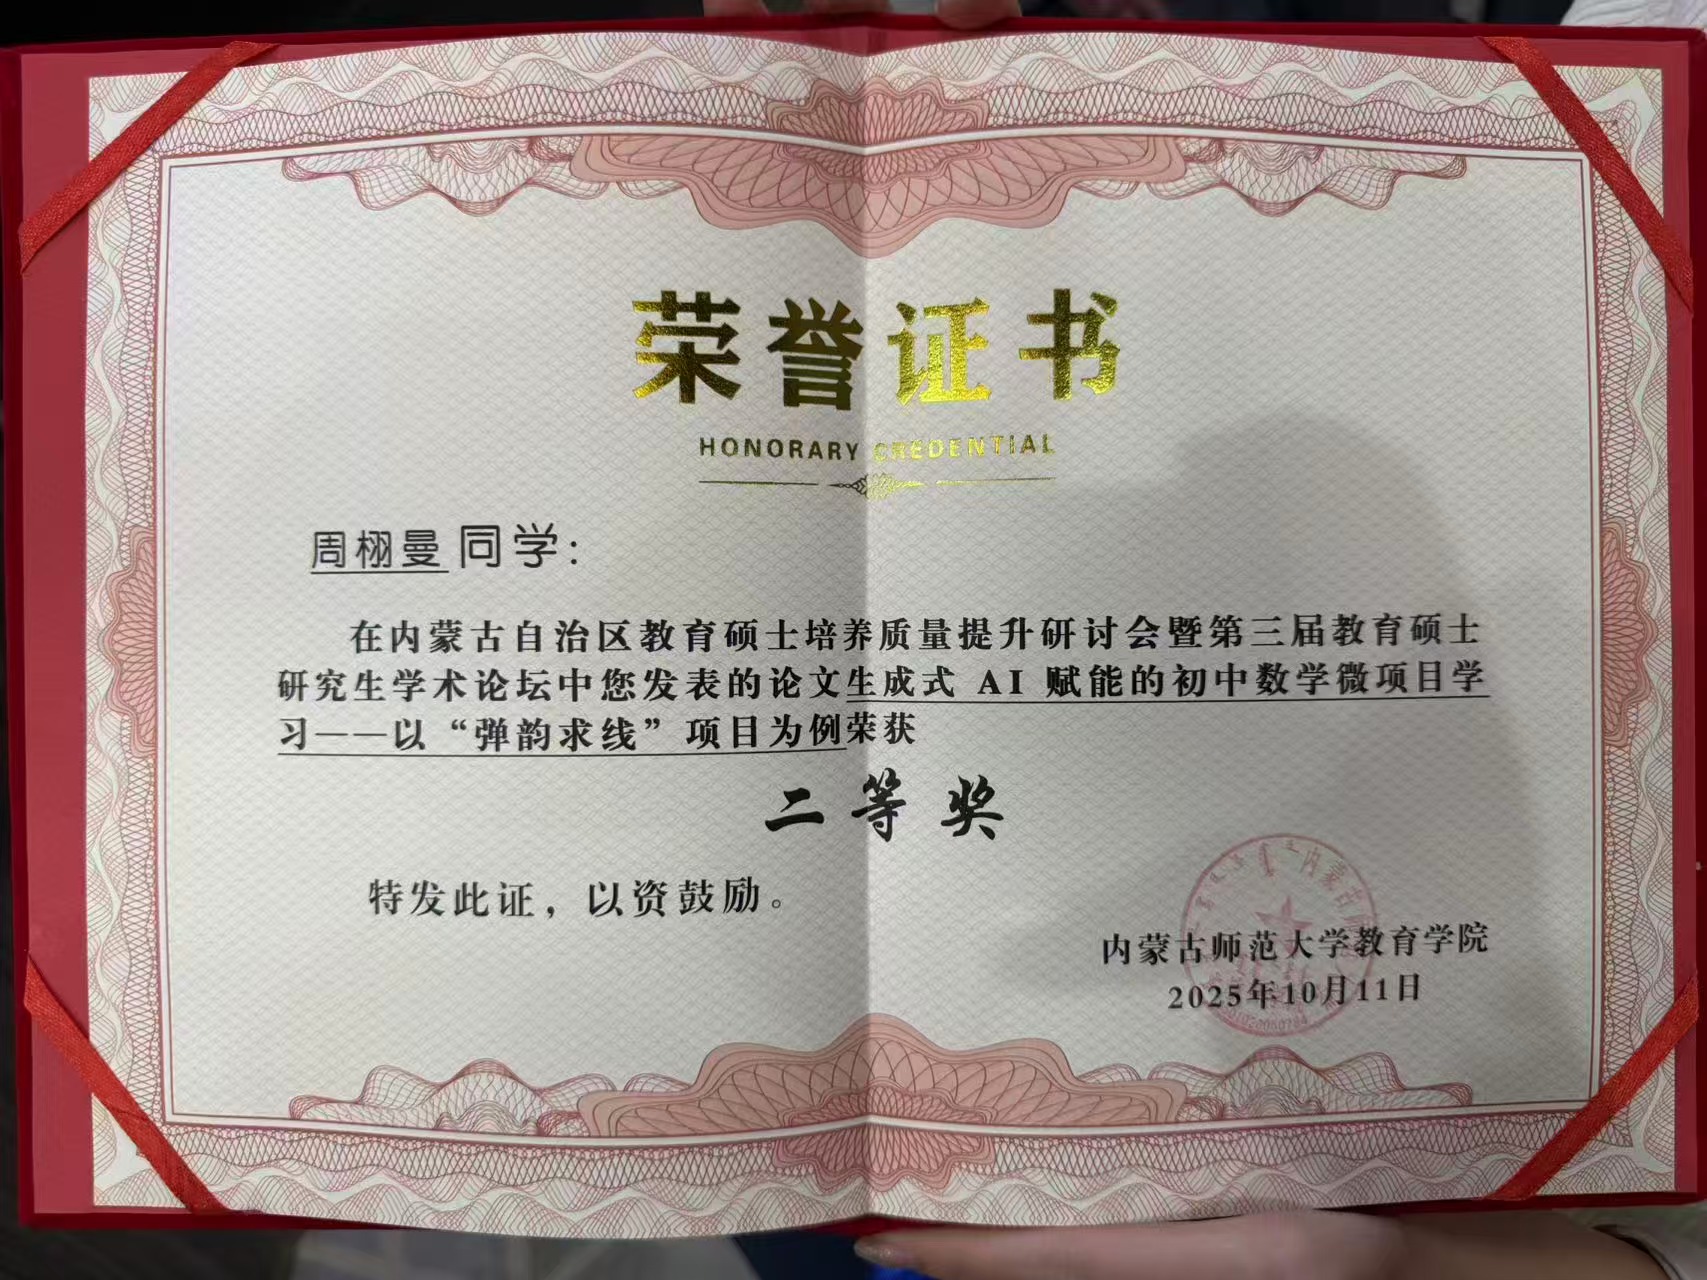 荣誉证书
HONORARY CREDENTIAL
周栩曼同学：
在内蒙古自治区教育硕士培养质量提升研讨会暨第三届教育硕士
研究生学术论坛中您发表的论文生成式 AI 赋能的初中数学微项目学
习——以“弹韵求线”项目为例荣获
二等奖
特发此证，以资鼓励。
内蒙古师范大学教育学院
2025年10月11日